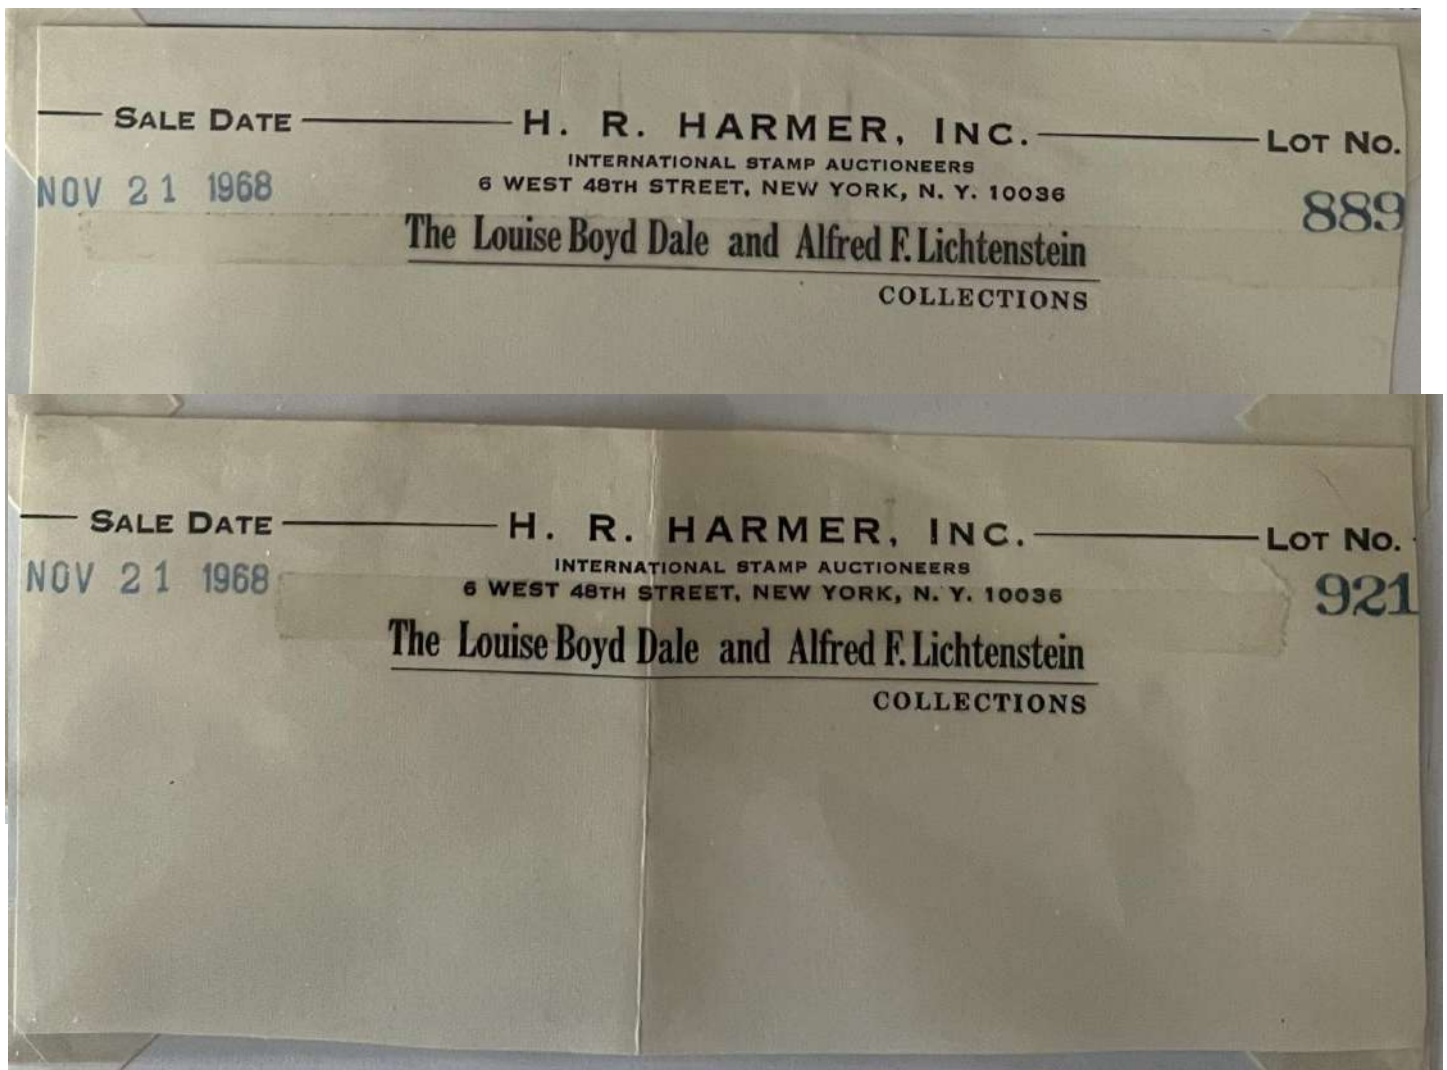 SALE DATE H. R. HARMER, INC. LOT NO.
INTERNATIONAL STAMP AUCTIONEERS
NOV 21 1968 6 WEST 48TH STREET, NEW YORK, N. Y. 10036 889
The Louise Boyd Dale and Alfred F. Lichtenstein
COLLECTIONS
SALE DATE H. R. HARMER, INC. LOT NO.
INTERNATIONAL STAMP AUCTIONEERS
NOV 21 1968 6 WEST 48TH STREET, NEW YORK, N. Y. 10036 921
The Louise Boyd Dale and Alfred F. Lichtenstein
COLLECTIONS